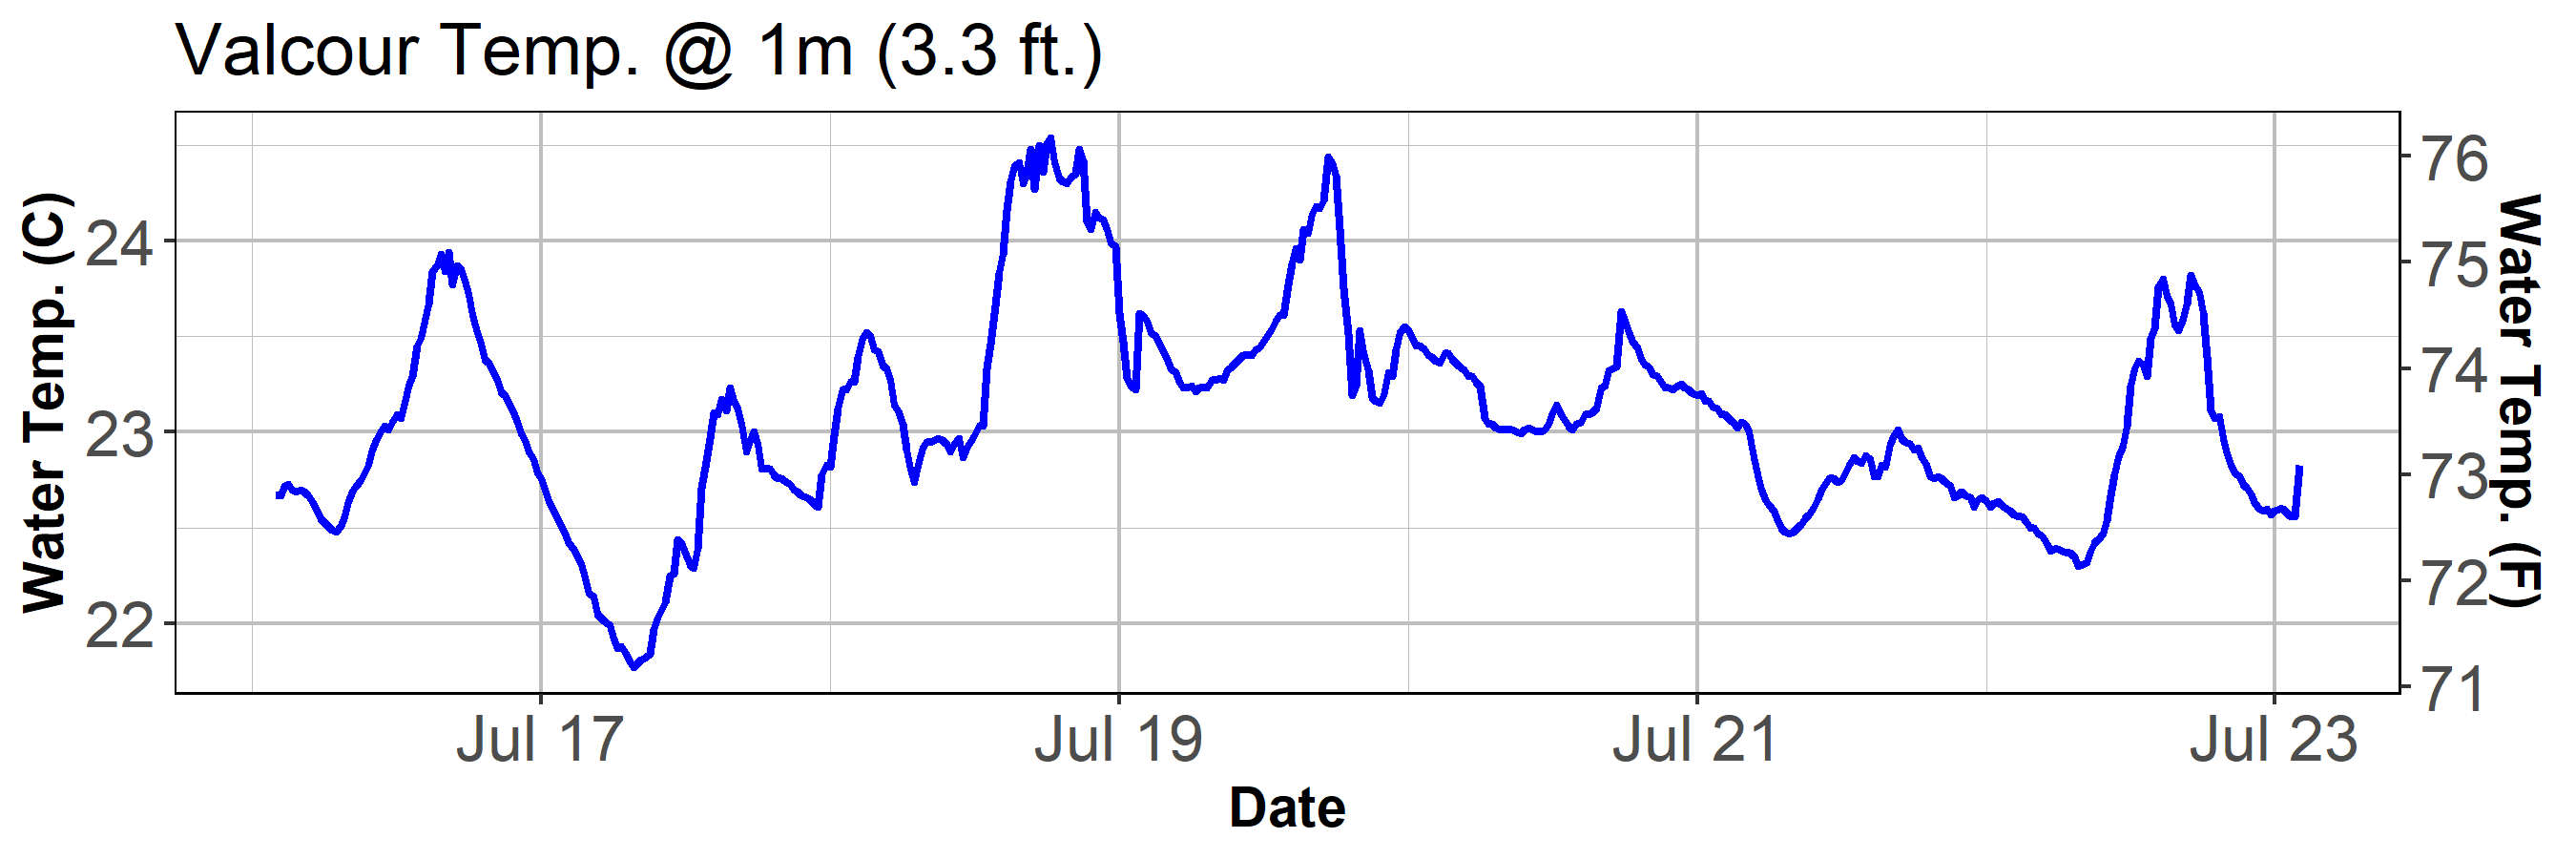 Valcour Temp. @ 1m (3.3 ft.)
Water Temp. (C)
24
23
22
76
75
74
73
72
71
Water Temp. (F)
Jul 17
Jul 19
Jul 21
Jul 23
Date